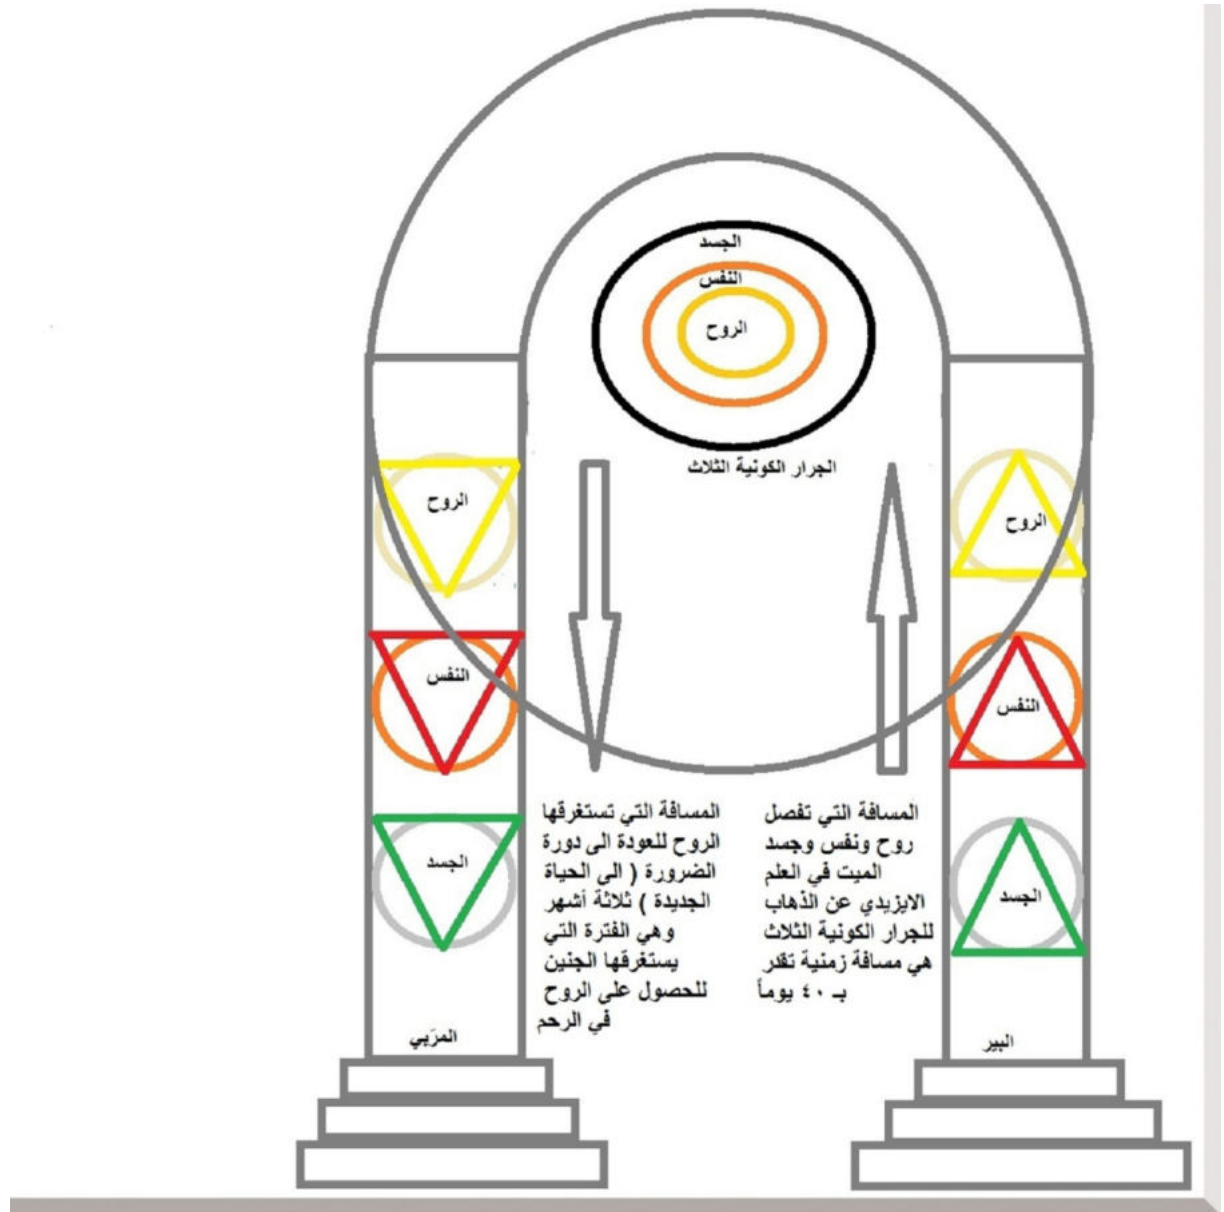 الجسد
النفس
الروح
الجرار الكونية الثلاث
الروح
النفس
الجسد
البير
المسافة التي تفصل
روح ونفس وجسد
الميت في العلم
الايزيدي عن الذهاب
للجرار الكونية الثلاث
هي مسافة زمنية تقدر
بـ ٤٠ يوماً
المسافة التي تستغرقها
الروح للعودة الى دورة
الضرورة ( الى الحياة
الجديدة ) ثلاثة أشهر
وهي الفترة التي
يستغرقها الجنين
للحصول على الروح
في الرحم
الروح
النفس
الجسد
المرّبي